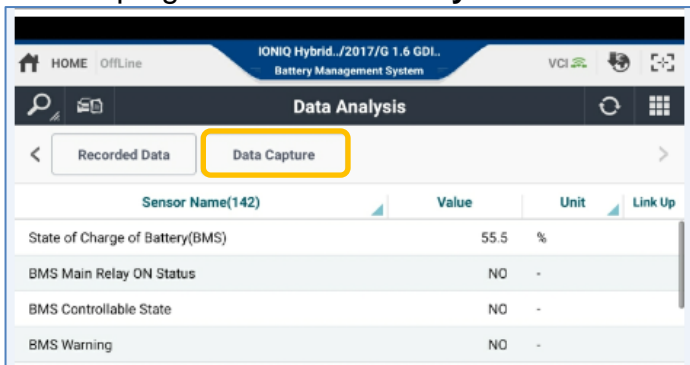 IONIQ Hybrid../2017/G 1.6 GDI..
HOME OffLine
Battery Management System
VCI
Data Analysis
Recorded Data
Data Capture
Sensor Name(142) Value Unit Link Up
State of Charge of Battery(BMS) 55.5 %
BMS Main Relay ON Status NO -
BMS Controllable State NO -
BMS Warning NO -